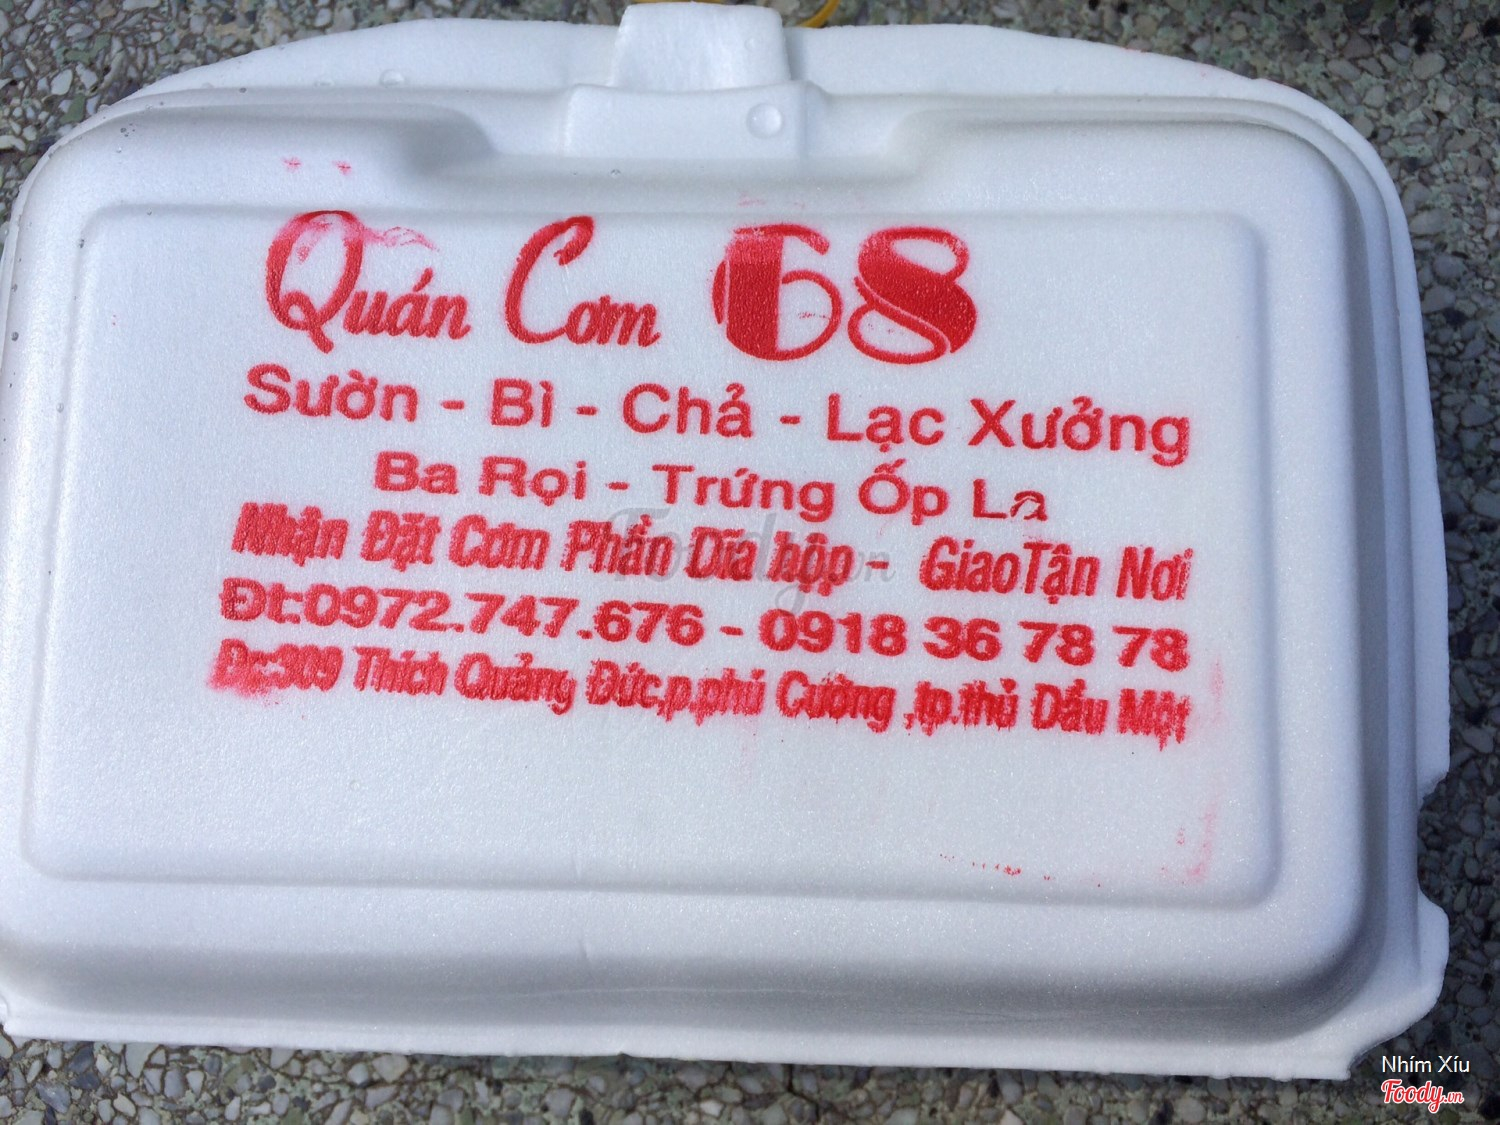 Quán Cơm 68
Sườn - Bì - Chả - Lạc Xưởng
Ba Rọi - Trứng Ốp La
Nhận Đặt Cơm Phần Dĩa hộp - GiaoTận Nơi
Đt:0972.747.676 - 0918 36 78 78
Đc:309 Thích Quảng Đức,p.phú Cường ,tp.thủ Dầu Một
Foody.vn
Nhím Xíu
Foody.vn